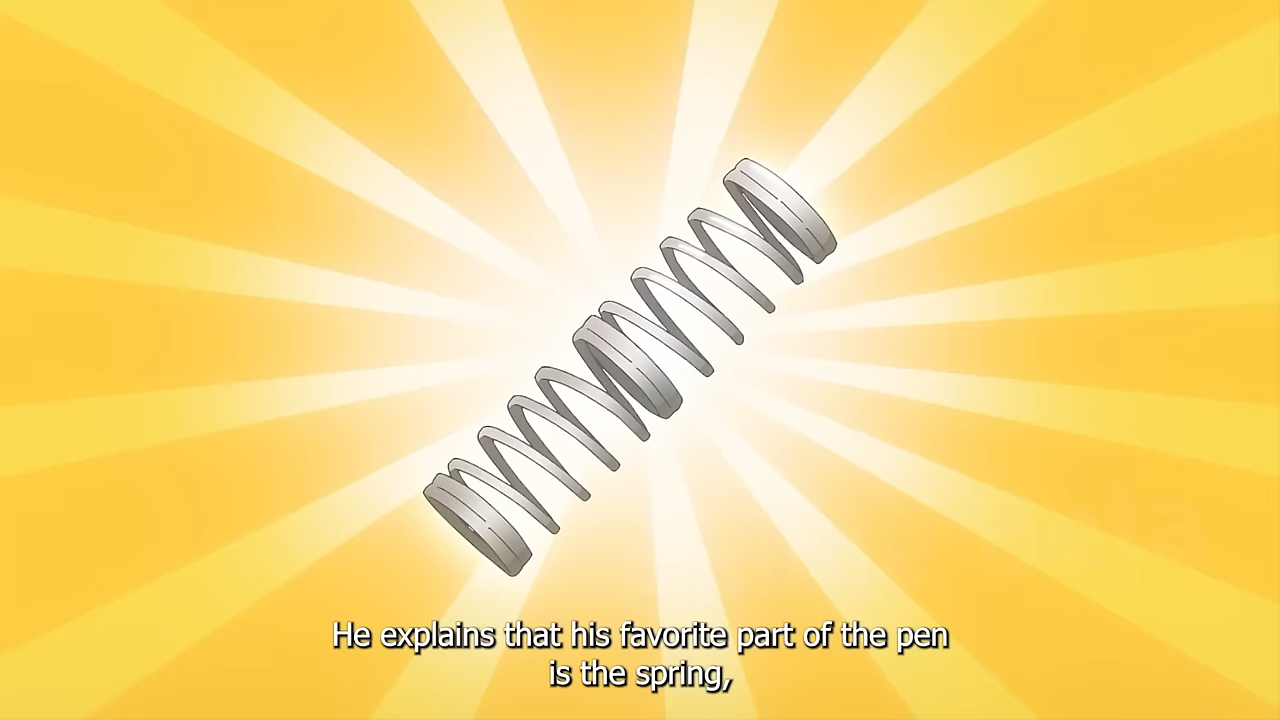 He explains that his favorite part of the pen
is the spring,